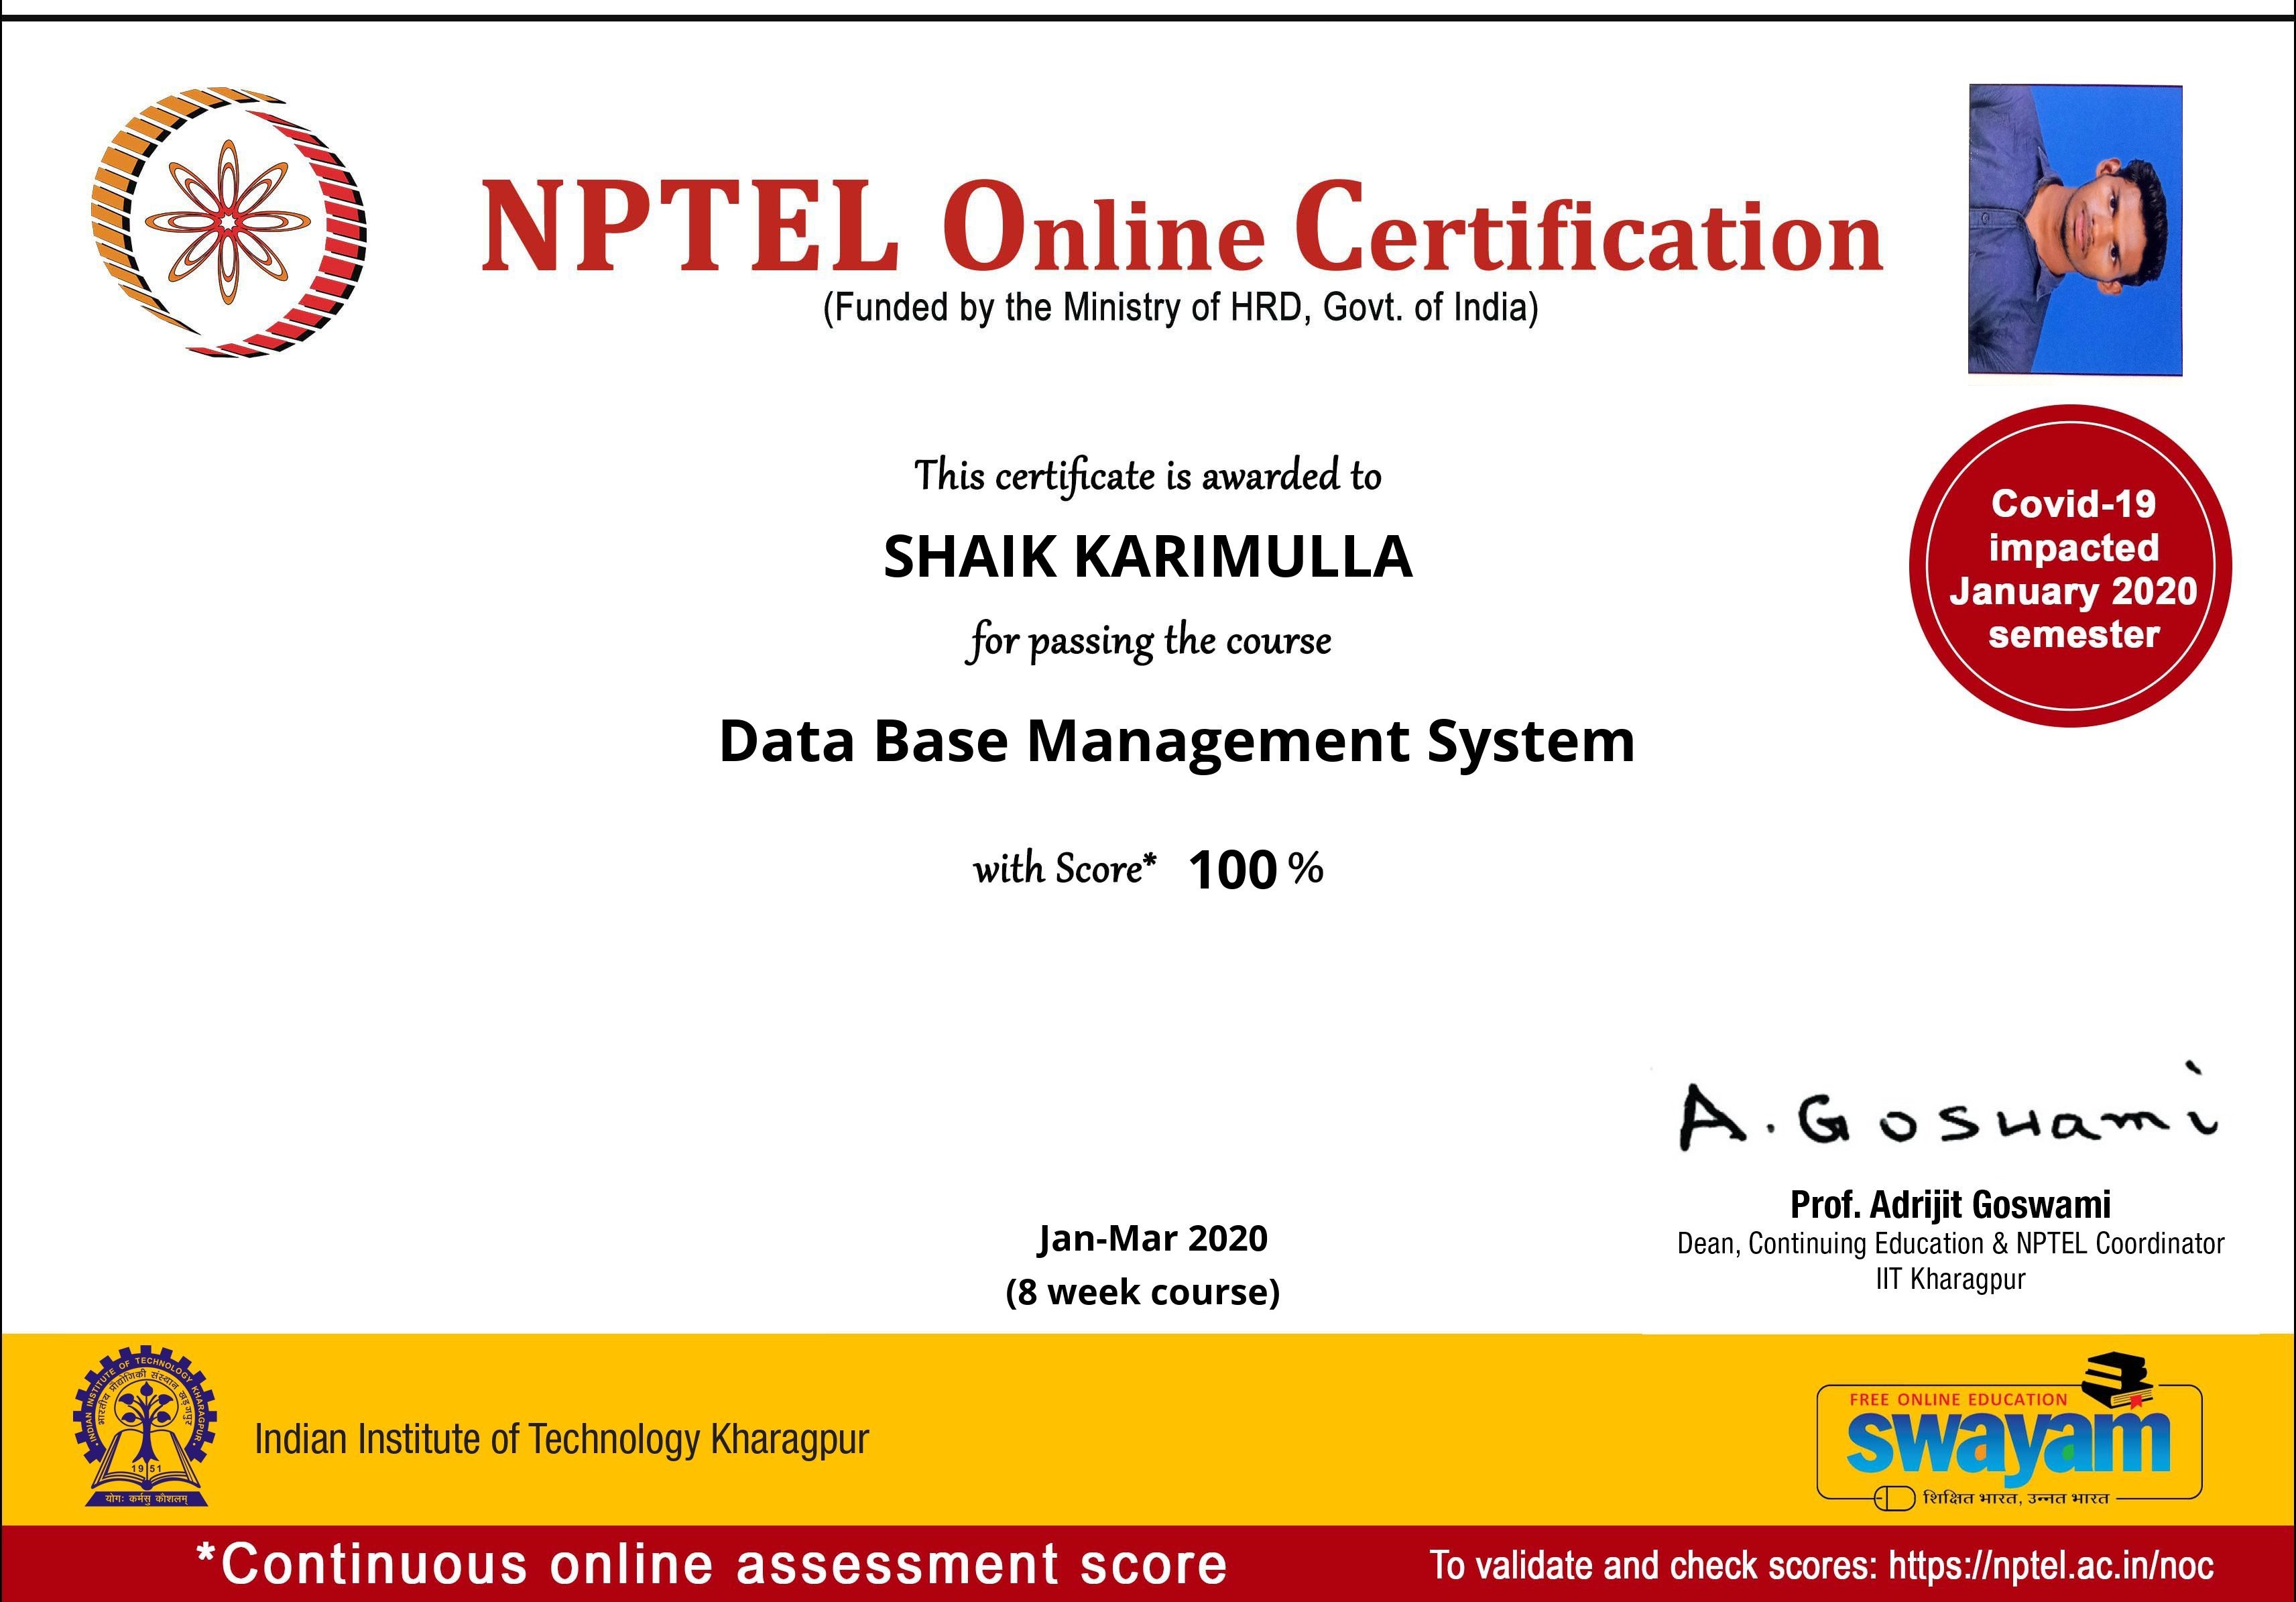 NPTEL Online Certification
(Funded by the Ministry of HRD, Govt. of India)
This certificate is awarded to
SHAIK KARIMULLA
for passing the course
Data Base Management System
with Score* 100 %
Covid-19
impacted
January 2020
semester
A. Goswami
Prof. Adrijit Goswami
Dean, Continuing Education & NPTEL Coordinator
IIT Kharagpur
Jan-Mar 2020
(8 week course)
INDIAN INSTITUTE OF TECHNOLOGY KHARAGPUR
भारतीय प्रौद्योगिकी संस्थान खड़गपुर
1951
योगः कर्मसु कौशलम्
Indian Institute of Technology Kharagpur
FREE ONLINE EDUCATION
swayam
शिक्षित भारत, उन्नत भारत
*Continuous online assessment score
To validate and check scores: https://nptel.ac.in/noc